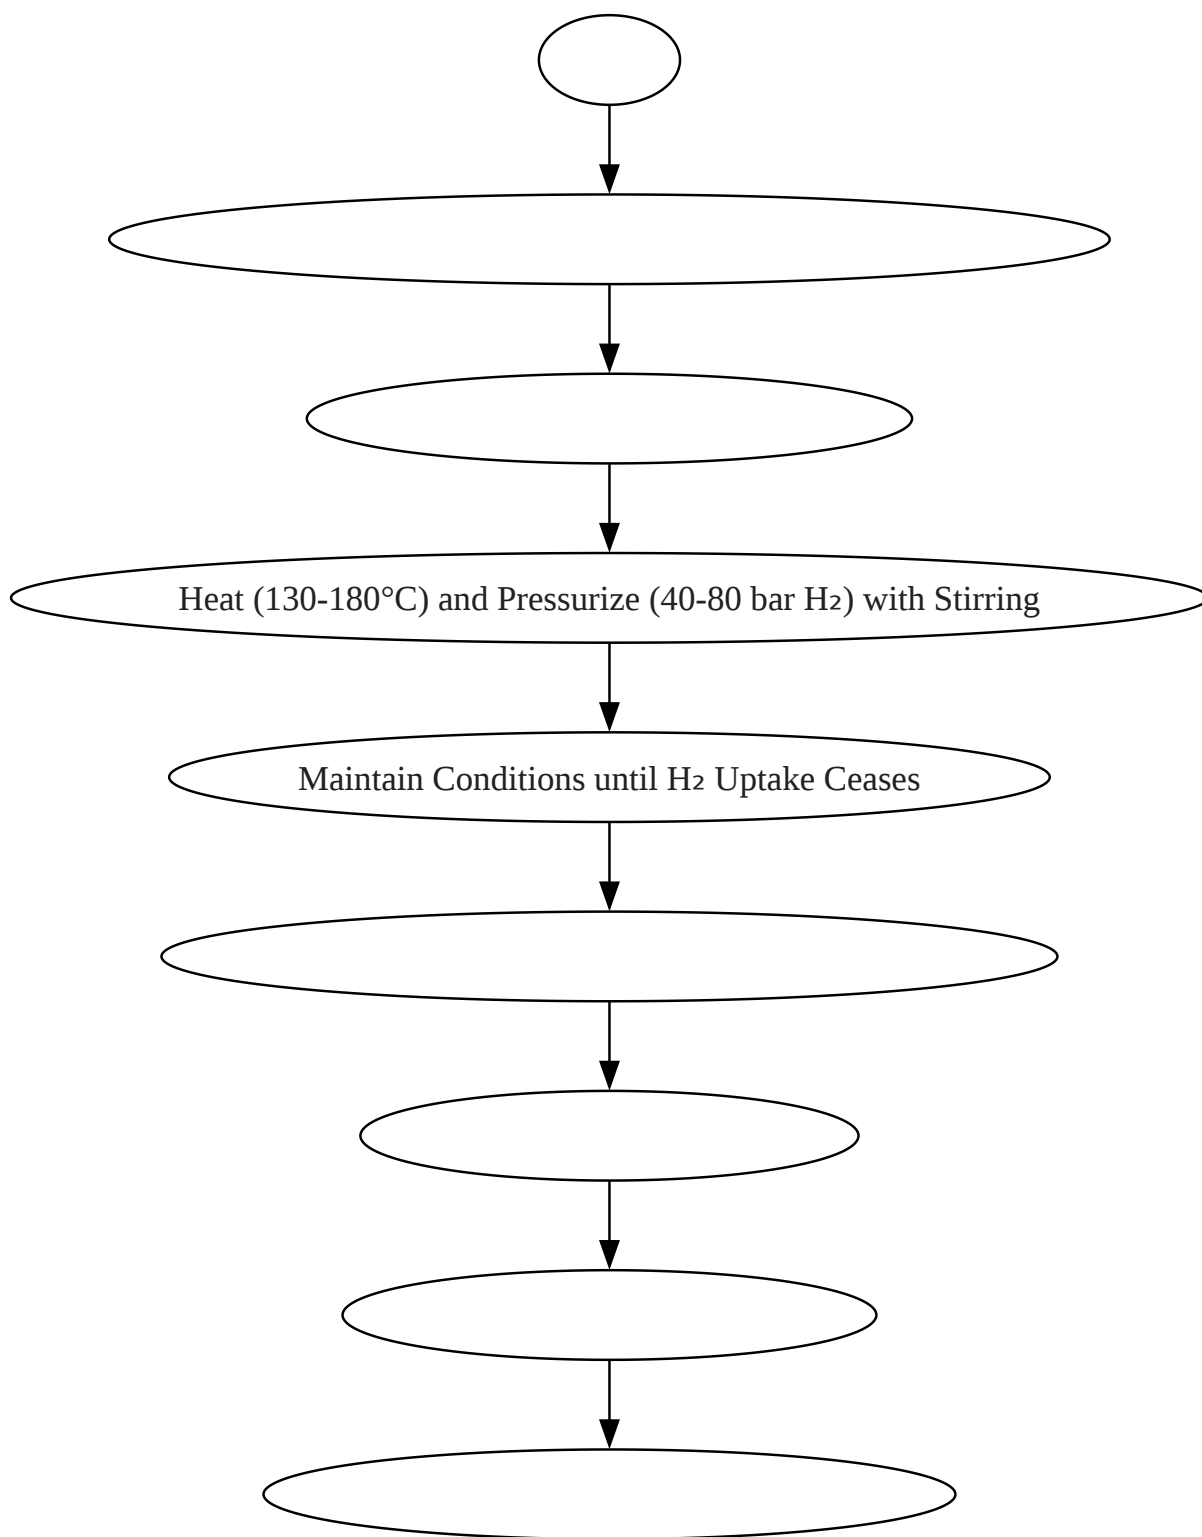 Heat (130-180°C) and Pressurize (40-80 bar H₂) with Stirring
Maintain Conditions until H₂ Uptake Ceases